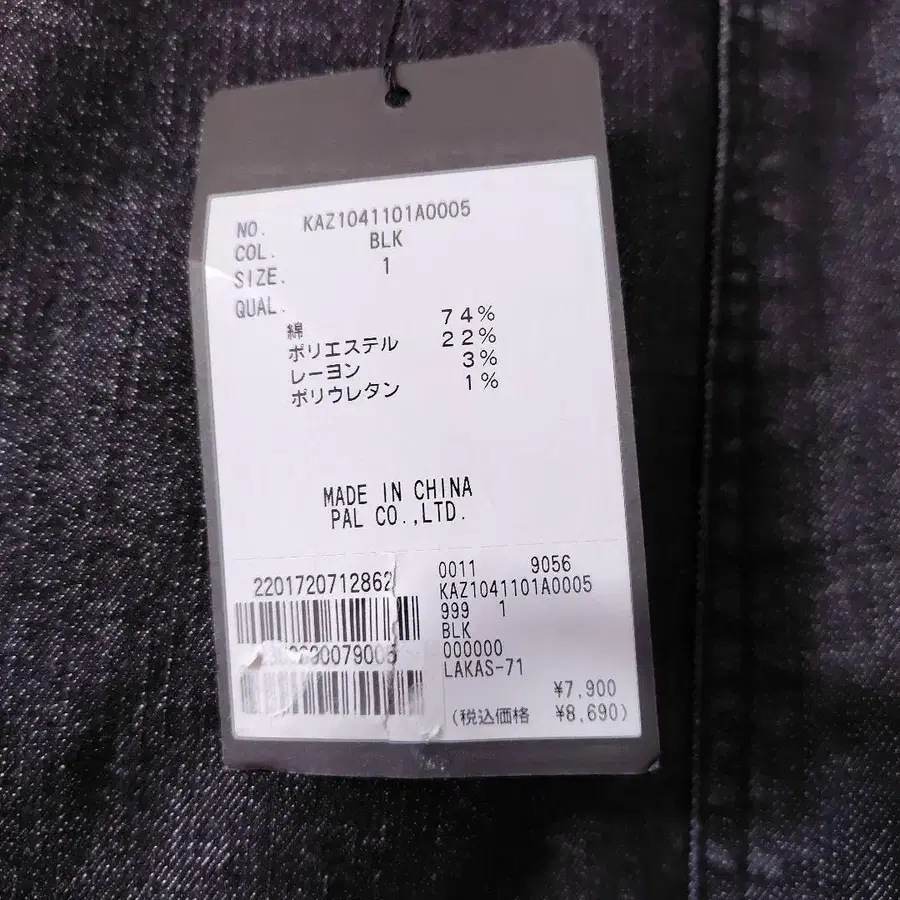 NO. KAZ1041101A0005
COL. BLK
SIZE. 1
QUAL.
綿 74%
ポリエステル 22%
レーヨン 3%
ポリウレタン 1%
MADE IN CHINA
PAL CO.,LTD.
2201720712862
0011 9056
KAZ1041101A0005
999 1
BLK
000000
LAKAS-71
¥7,900
(税込価格 ¥8,690)